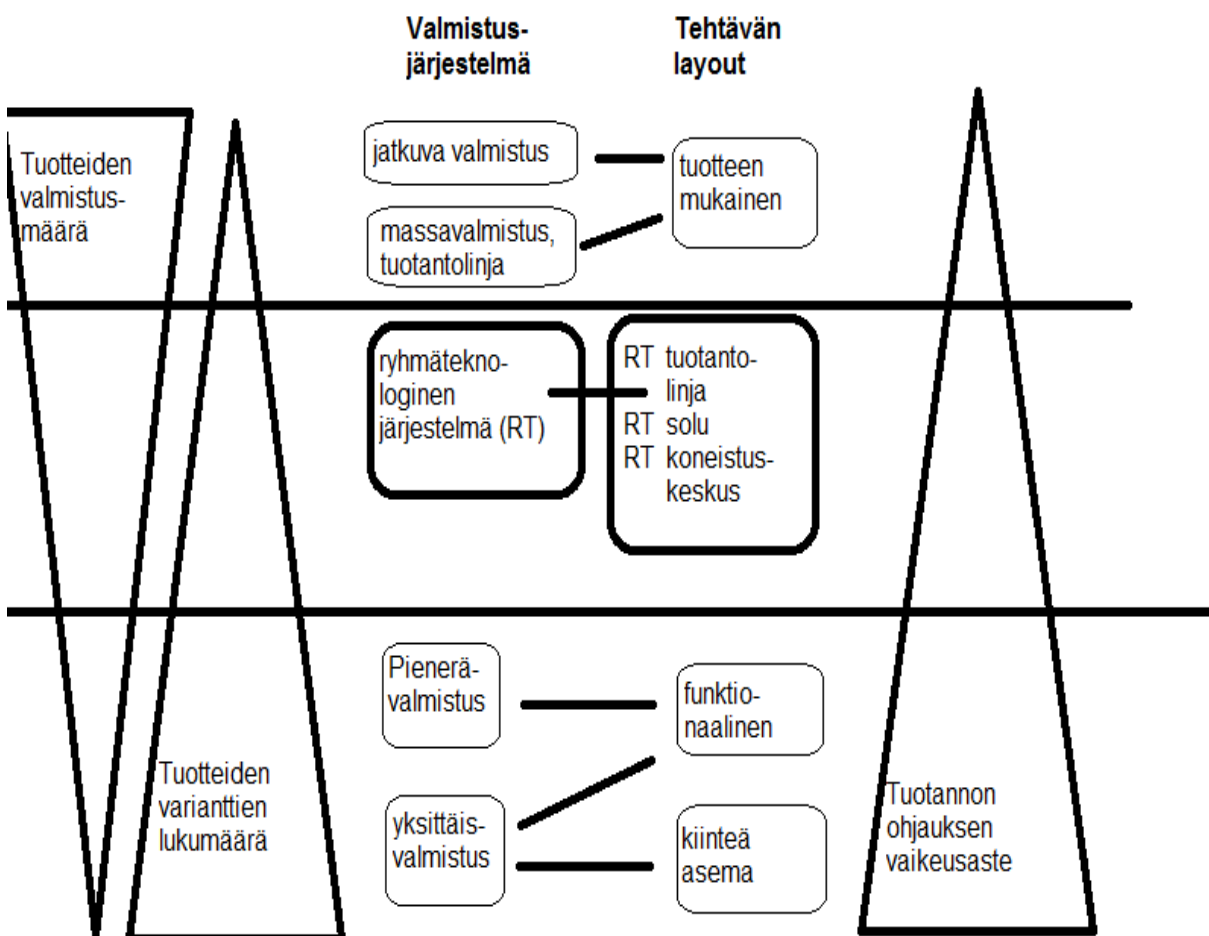 Valmistus-
järjestelmä
Tehtävän
layout
Tuotteiden
valmistus-
määrä
jatkuva valmistus
tuotteen
mukainen
massavalmistus,
tuotantolinja
ryhmätekno-
loginen
järjestelmä (RT)
RT tuotanto-
linja
RT solu
RT koneistus-
keskus
Pienerä-
valmistus
funktio-
naalinen
Tuotteiden
varianttien
lukumäärä
yksittäis-
valmistus
kiinteä
asema
Tuotannon
ohjauksen
vaikeusaste